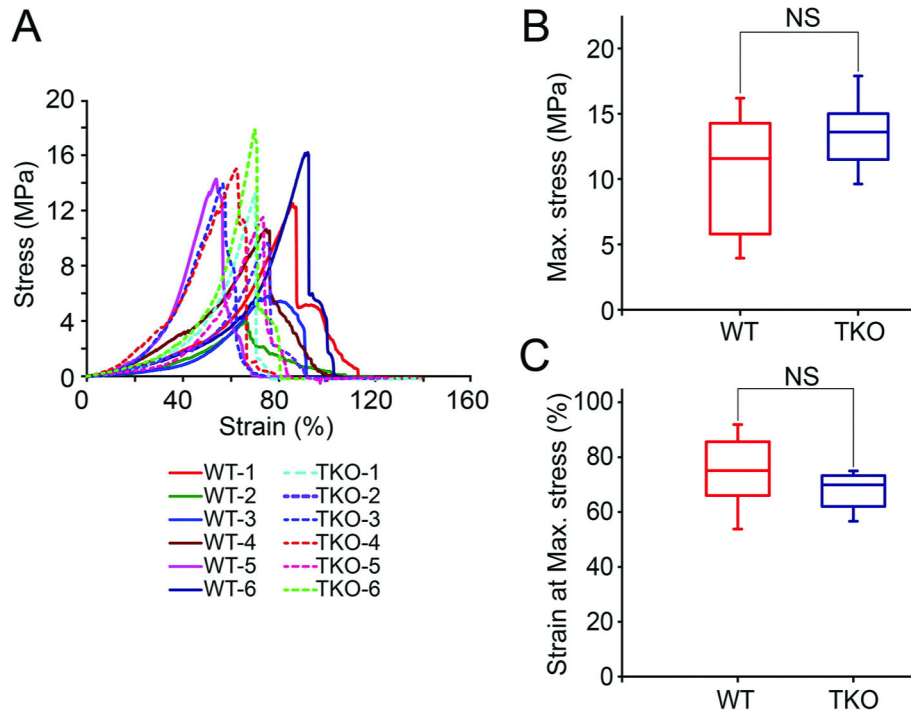 A
Stress (MPa)
20
16
12
8
4
0
0 40 80 120 160
Strain (%)
WT-1 TKO-1
WT-2 TKO-2
WT-3 TKO-3
WT-4 TKO-4
WT-5 TKO-5
WT-6 TKO-6
B
NS
Max. stress (MPa)
20
15
10
5
0
WT TKO
C
NS
Strain at Max. stress (%)
100
80
60
40
20
0
WT TKO